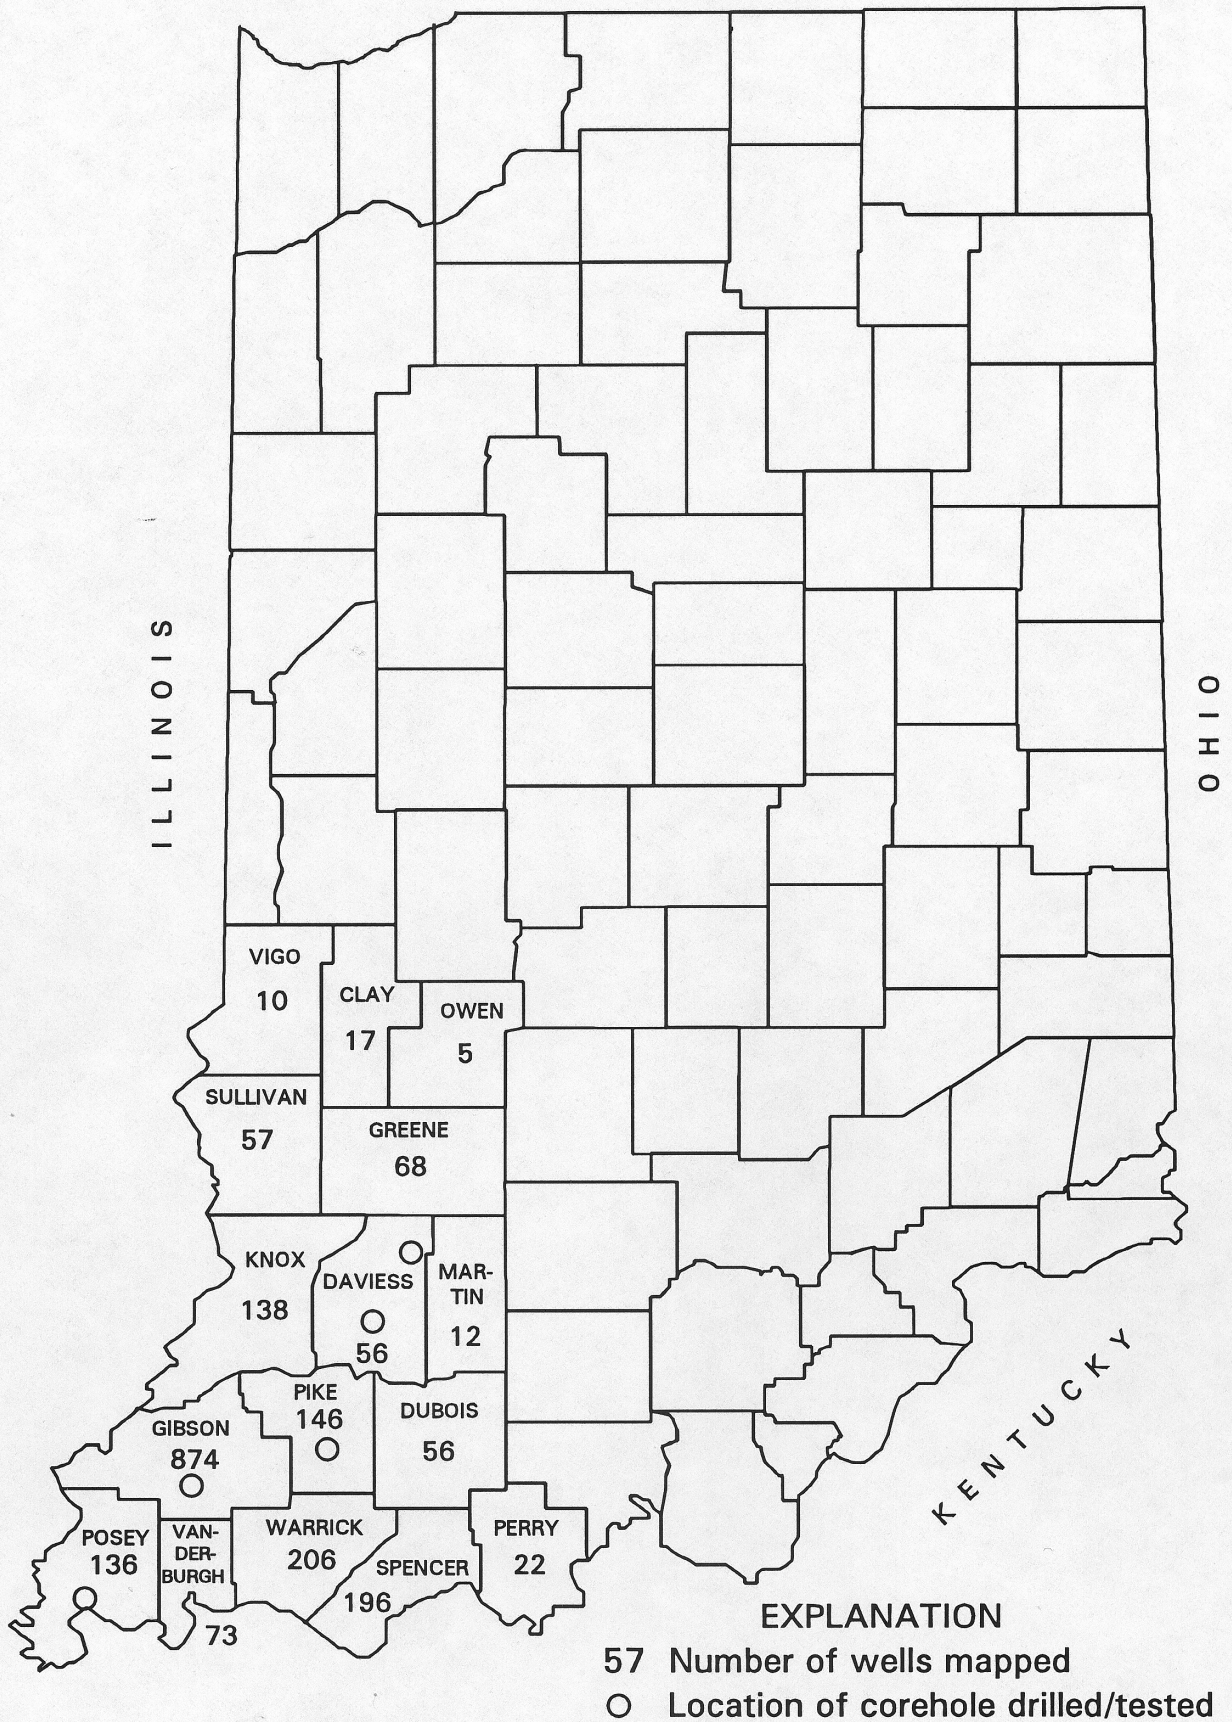 ILLINOIS
OHIO
VIGO
10
CLAY
17
OWEN
5
SULLIVAN
57
GREENE
68
KNOX
138
DAVIESS
56
MAR-
TIN
12
PIKE
146
DUBOIS
56
GIBSON
874
POSEY
136
VAN-
DER-
BURGH
73
WARRICK
206
SPENCER
196
PERRY
22
KENTUCKY
EXPLANATION
57 Number of wells mapped
Location of corehole drilled/tested